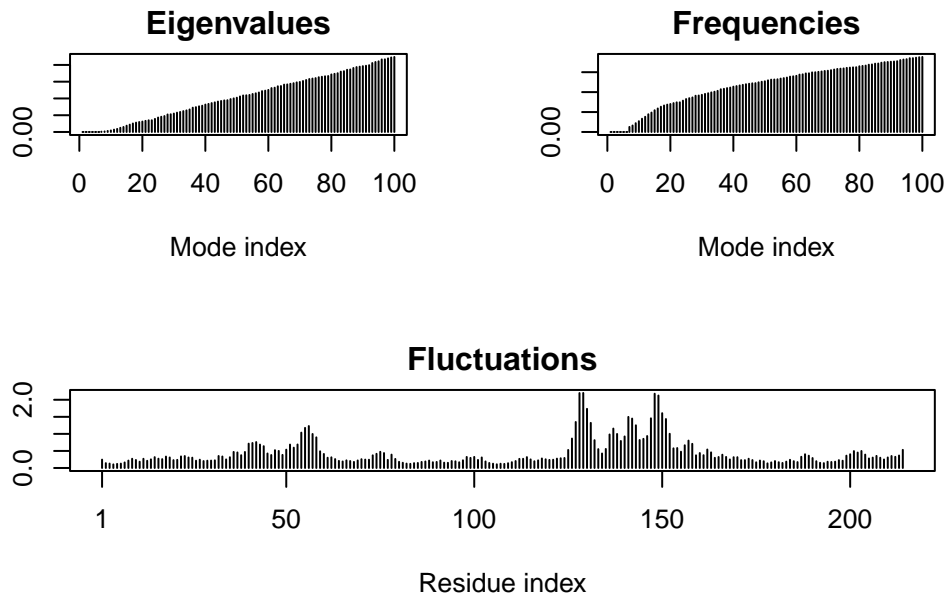 Eigenvalues
0.00
0 20 40 60 80 100
Mode index
Frequencies
0.00
0 20 40 60 80 100
Mode index
Fluctuations
0.0 2.0
1 50 100 150 200
Residue index